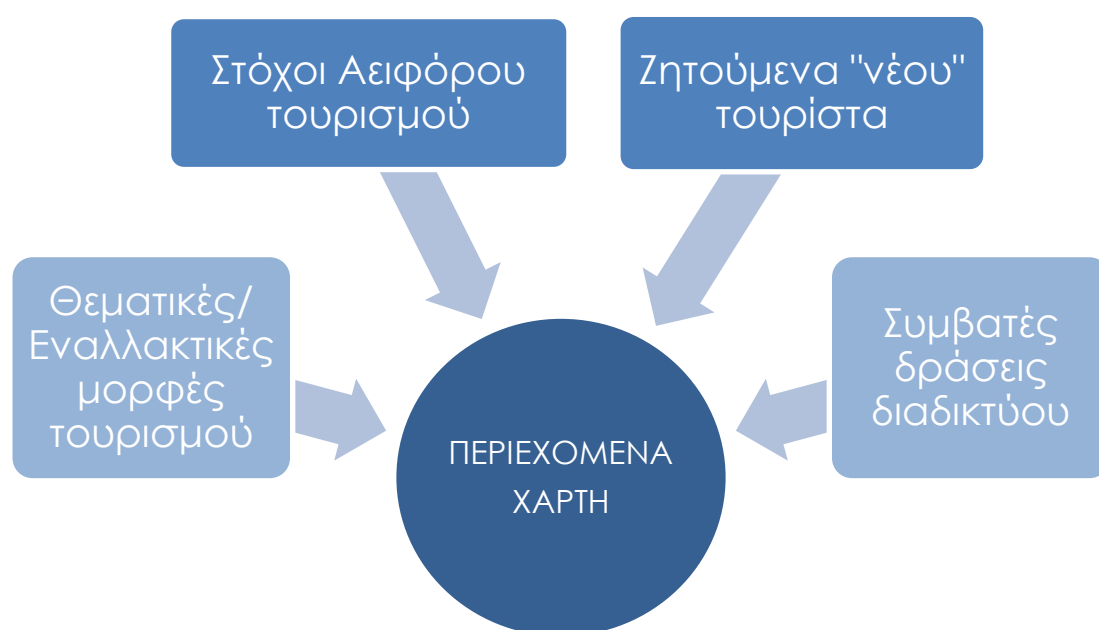 Στόχοι Αειφόρου
τουρισμού
Ζητούμενα "νέου"
τουρίστα
Θεματικές/
Εναλλακτικές
μορφές
τουρισμού
Συμβατές
δράσεις
διαδικτύου
ΠΕΡΙΕΧΟΜΕΝΑ
ΧΑΡΤΗ